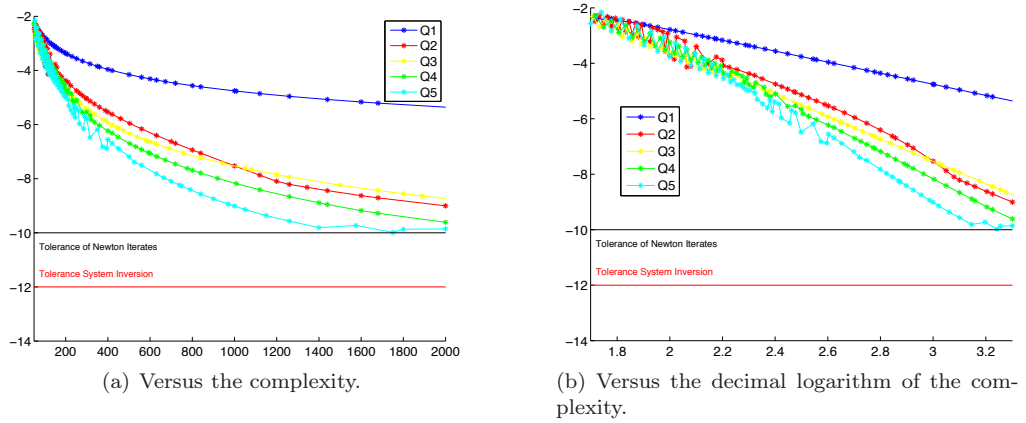 −2
−4
−6
−8
−10
−12
−14
Q1
Q2
Q3
Q4
Q5
Tolerance of Newton Iterates
Tolerance System Inversion
200 400 600 800 1000 1200 1400 1600 1800 2000
(a) Versus the complexity.
−2
−4
−6
−8
−10
−12
−14
Q1
Q2
Q3
Q4
Q5
Tolerance of Newton Iterates
Tolerance System Inversion
1.8 2 2.2 2.4 2.6 2.8 3 3.2
(b) Versus the decimal logarithm of the com-
plexity.